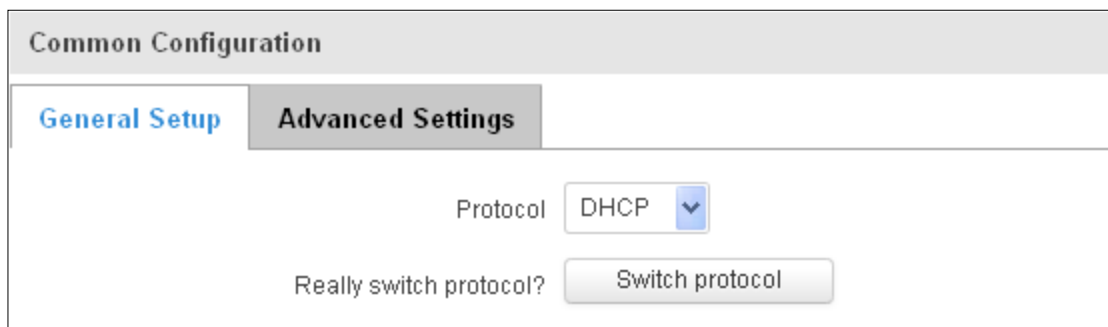 Common Configuration
General Setup Advanced Settings
Protocol DHCP
Really switch protocol? Switch protocol